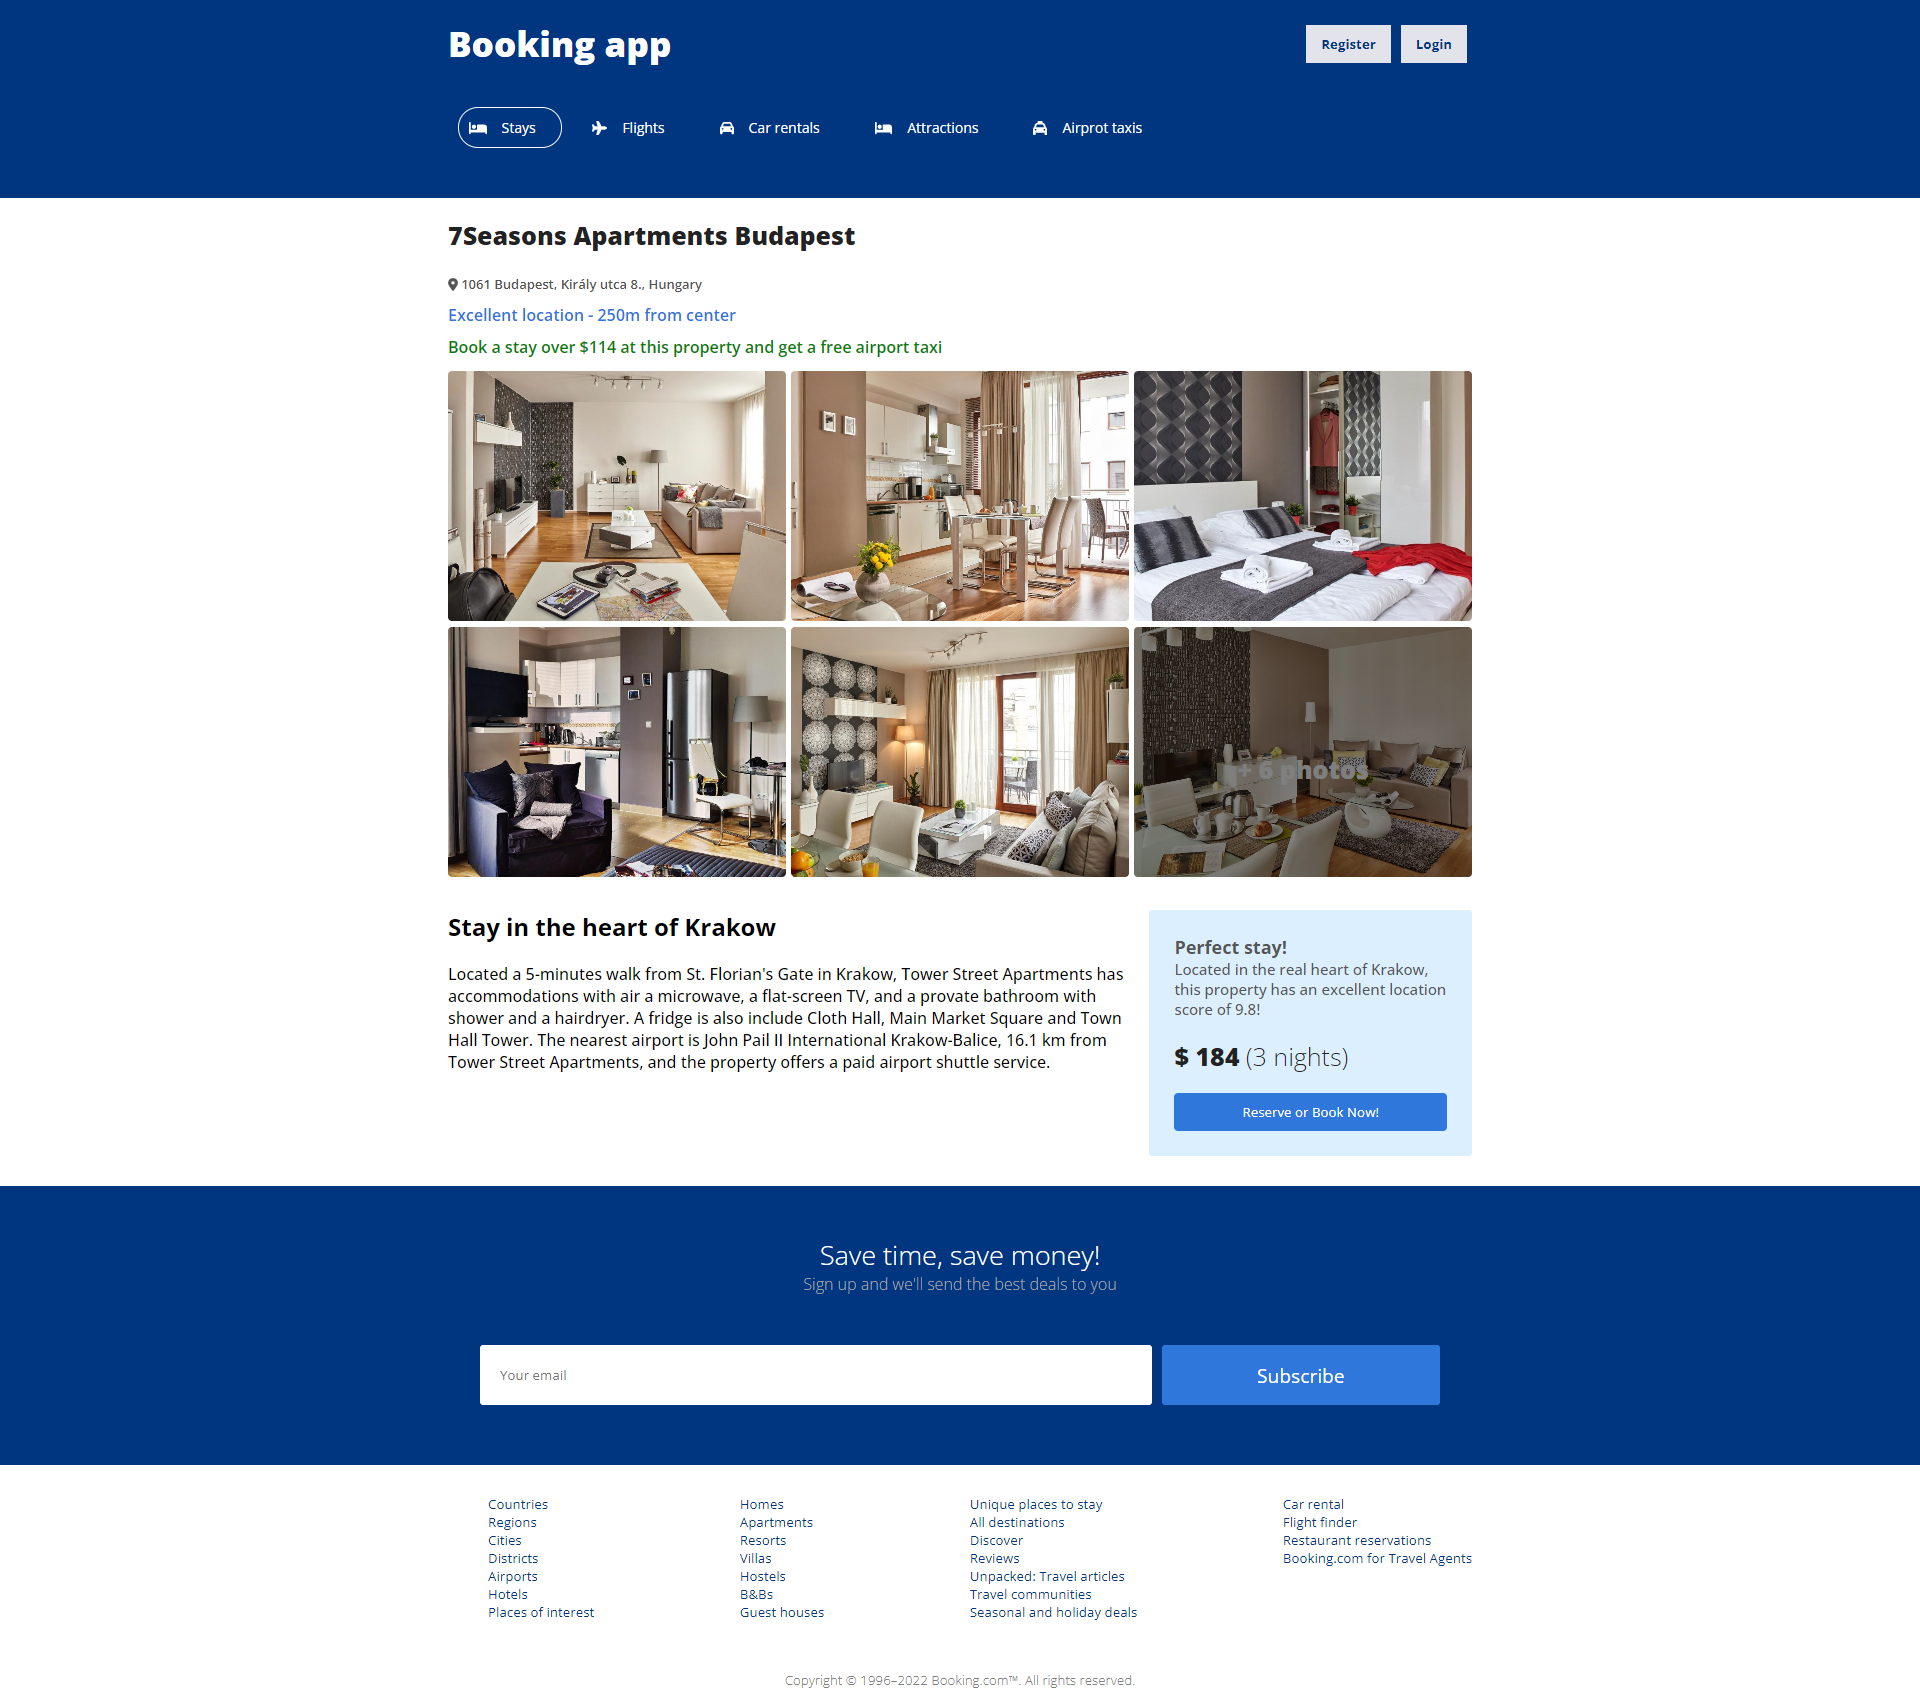 Booking app
Register
Login
Stays
Flights
Car rentals
Attractions
Airprot taxis
7Seasons Apartments Budapest
1061 Budapest, Király utca 8., Hungary
Excellent location - 250m from center
Book a stay over $114 at this property and get a free airport taxi
+ 6 photos
Stay in the heart of Krakow
Located a 5-minutes walk from St. Florian's Gate in Krakow, Tower Street Apartments has
accommodations with air a microwave, a flat-screen TV, and a provate bathroom with
shower and a hairdryer. A fridge is also include Cloth Hall, Main Market Square and Town
Hall Tower. The nearest airport is John Pail II International Krakow-Balice, 16.1 km from
Tower Street Apartments, and the property offers a paid airport shuttle service.
Perfect stay!
Located in the real heart of Krakow,
this property has an excellent location
score of 9.8!
$ 184 (3 nights)
Reserve or Book Now!
Save time, save money!
Sign up and we'll send the best deals to you
Your email
Subscribe
Countries
Regions
Cities
Districts
Airports
Hotels
Places of interest
Homes
Apartments
Resorts
Villas
Hostels
B&Bs
Guest houses
Unique places to stay
All destinations
Discover
Reviews
Unpacked: Travel articles
Travel communities
Seasonal and holiday deals
Car rental
Flight finder
Restaurant reservations
Booking.com for Travel Agents
Copyright © 1996–2022 Booking.com™. All rights reserved.